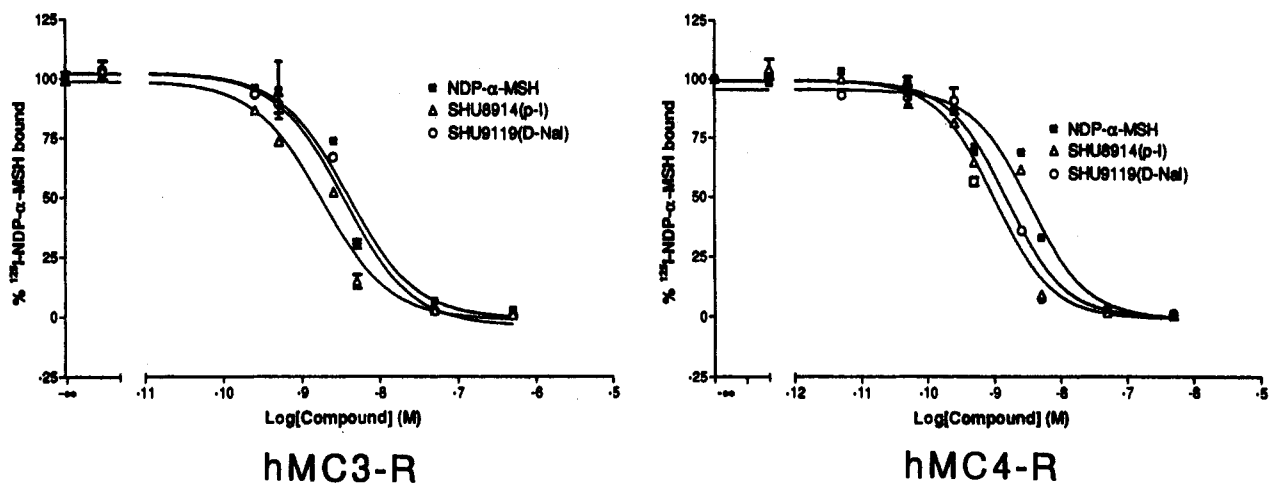 125
100
75
50
25
0
-25
% ¹²⁵I-NDP-α-MSH bound
NDP-α-MSH
SHU8914(p-I)
SHU9119(D-Nal)
-∞
-11
-10
-9
-8
-7
-6
-5
Log[Compound] (M)
hMC3-R
125
100
75
50
25
0
-25
% ¹²⁵I-NDP-α-MSH bound
NDP-α-MSH
SHU8914(p-I)
SHU9119(D-Nal)
-∞
-12
-11
-10
-9
-8
-7
-6
-5
Log[Compound] (M)
hMC4-R